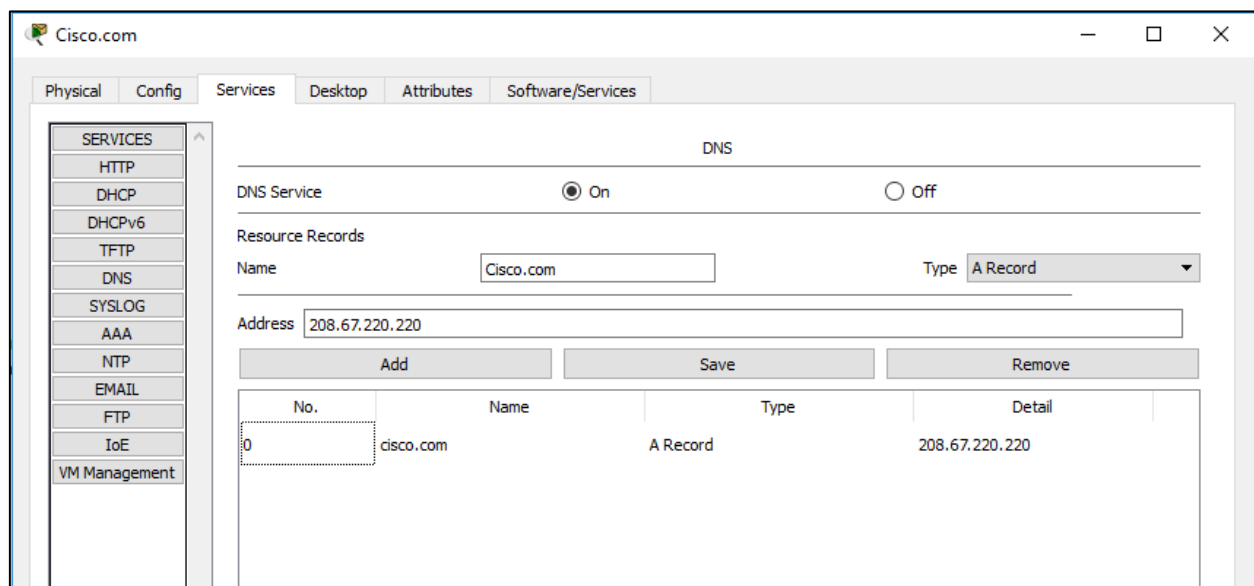 Cisco.com
Physical Config Services Desktop Attributes Software/Services
SERVICES
HTTP
DHCP
DHCPv6
TFTP
DNS
SYSLOG
AAA
NTP
EMAIL
FTP
IoE
VM Management
DNS
DNS Service On Off
Resource Records
Name Cisco.com Type A Record
Address 208.67.220.220
Add Save Remove
No. Name Type Detail
0 cisco.com A Record 208.67.220.220